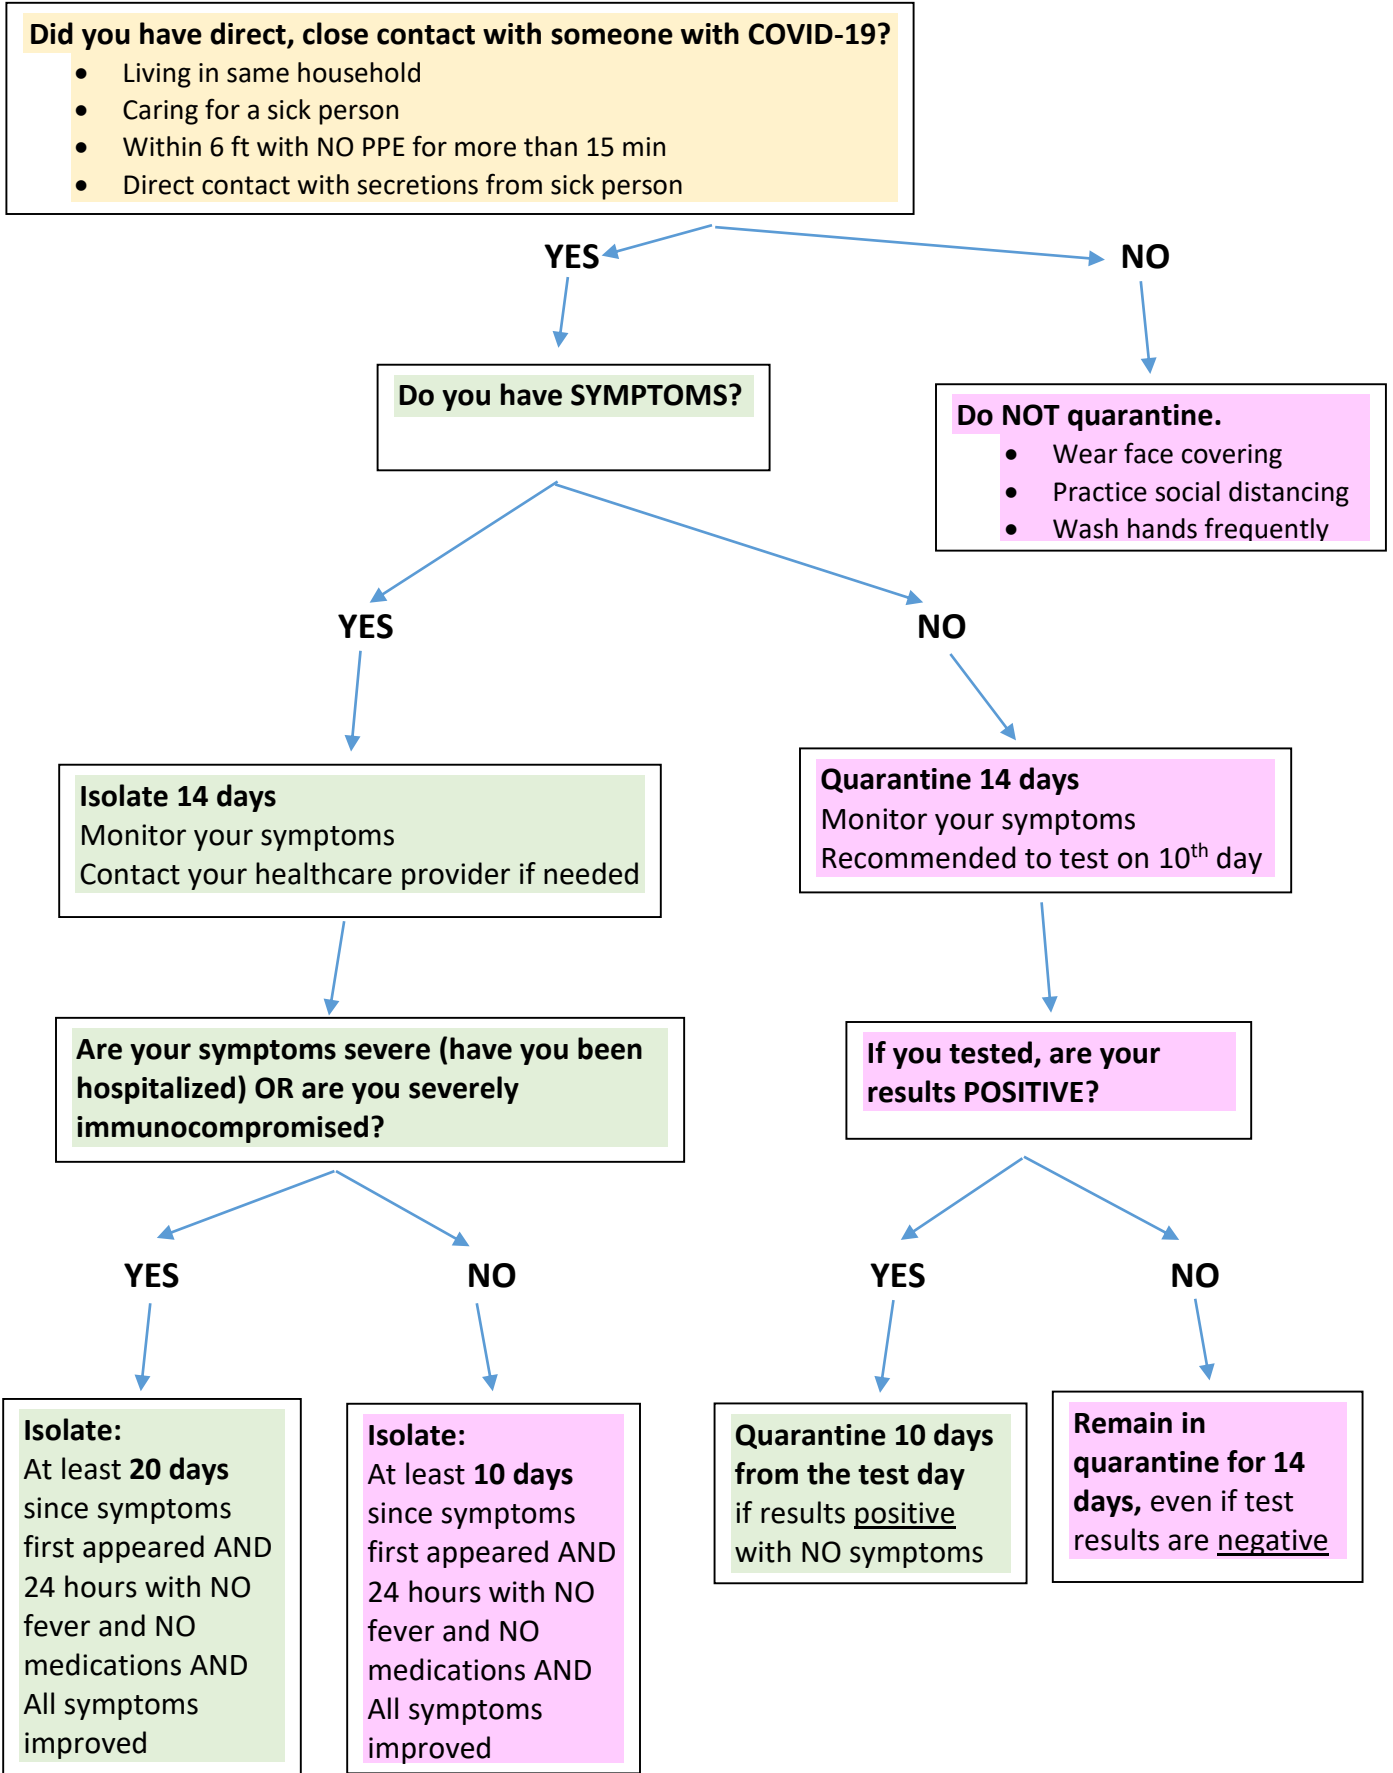 Did you have direct, close contact with someone with COVID-19?
• Living in same household
• Caring for a sick person
• Within 6 ft with NO PPE for more than 15 min
• Direct contact with secretions from sick person
YES
NO
Do you have SYMPTOMS?
Do NOT quarantine.
• Wear face covering
• Practice social distancing
• Wash hands frequently
YES
NO
Isolate 14 days
Monitor your symptoms
Contact your healthcare provider if needed
Quarantine 14 days
Monitor your symptoms
Recommended to test on 10th day
Are your symptoms severe (have you been
hospitalized) OR are you severely
immunocompromised?
If you tested, are your
results POSITIVE?
YES
NO
YES
NO
Isolate:
At least 20 days
since symptoms
first appeared AND
24 hours with NO
fever and NO
medications AND
All symptoms
improved
Isolate:
At least 10 days
since symptoms
first appeared AND
24 hours with NO
fever and NO
medications AND
All symptoms
improved
Quarantine 10 days
from the test day
if results positive
with NO symptoms
Remain in
quarantine for 14
days, even if test
results are negative